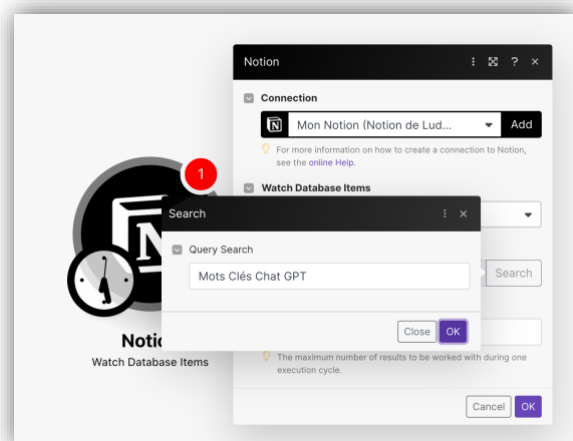 Notion
?
Connection
Mon Notion (Notion de Lud...
Add
For more information on how to create a connection to Notion,
see the online Help.
1
Watch Database Items
Search
Query Search
Mots Clés Chat GPT
Search
Close
OK
The maximum number of results to be worked with during one
execution cycle.
Watch Database Items
Cancel
OK